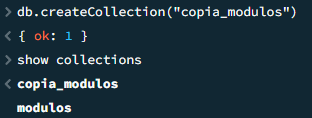 > db.createCollection("copia_modulos")
< { ok: 1 }
> show collections
< copia_modulos
modulos